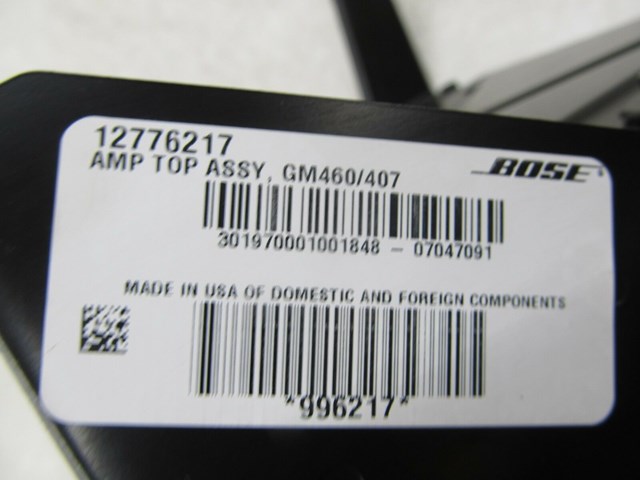 12776217
AMP TOP ASSY, GM460/407
BOSE
301970001001848 - 07047091
MADE IN USA OF DOMESTIC AND FOREIGN COMPONENTS
*996217*